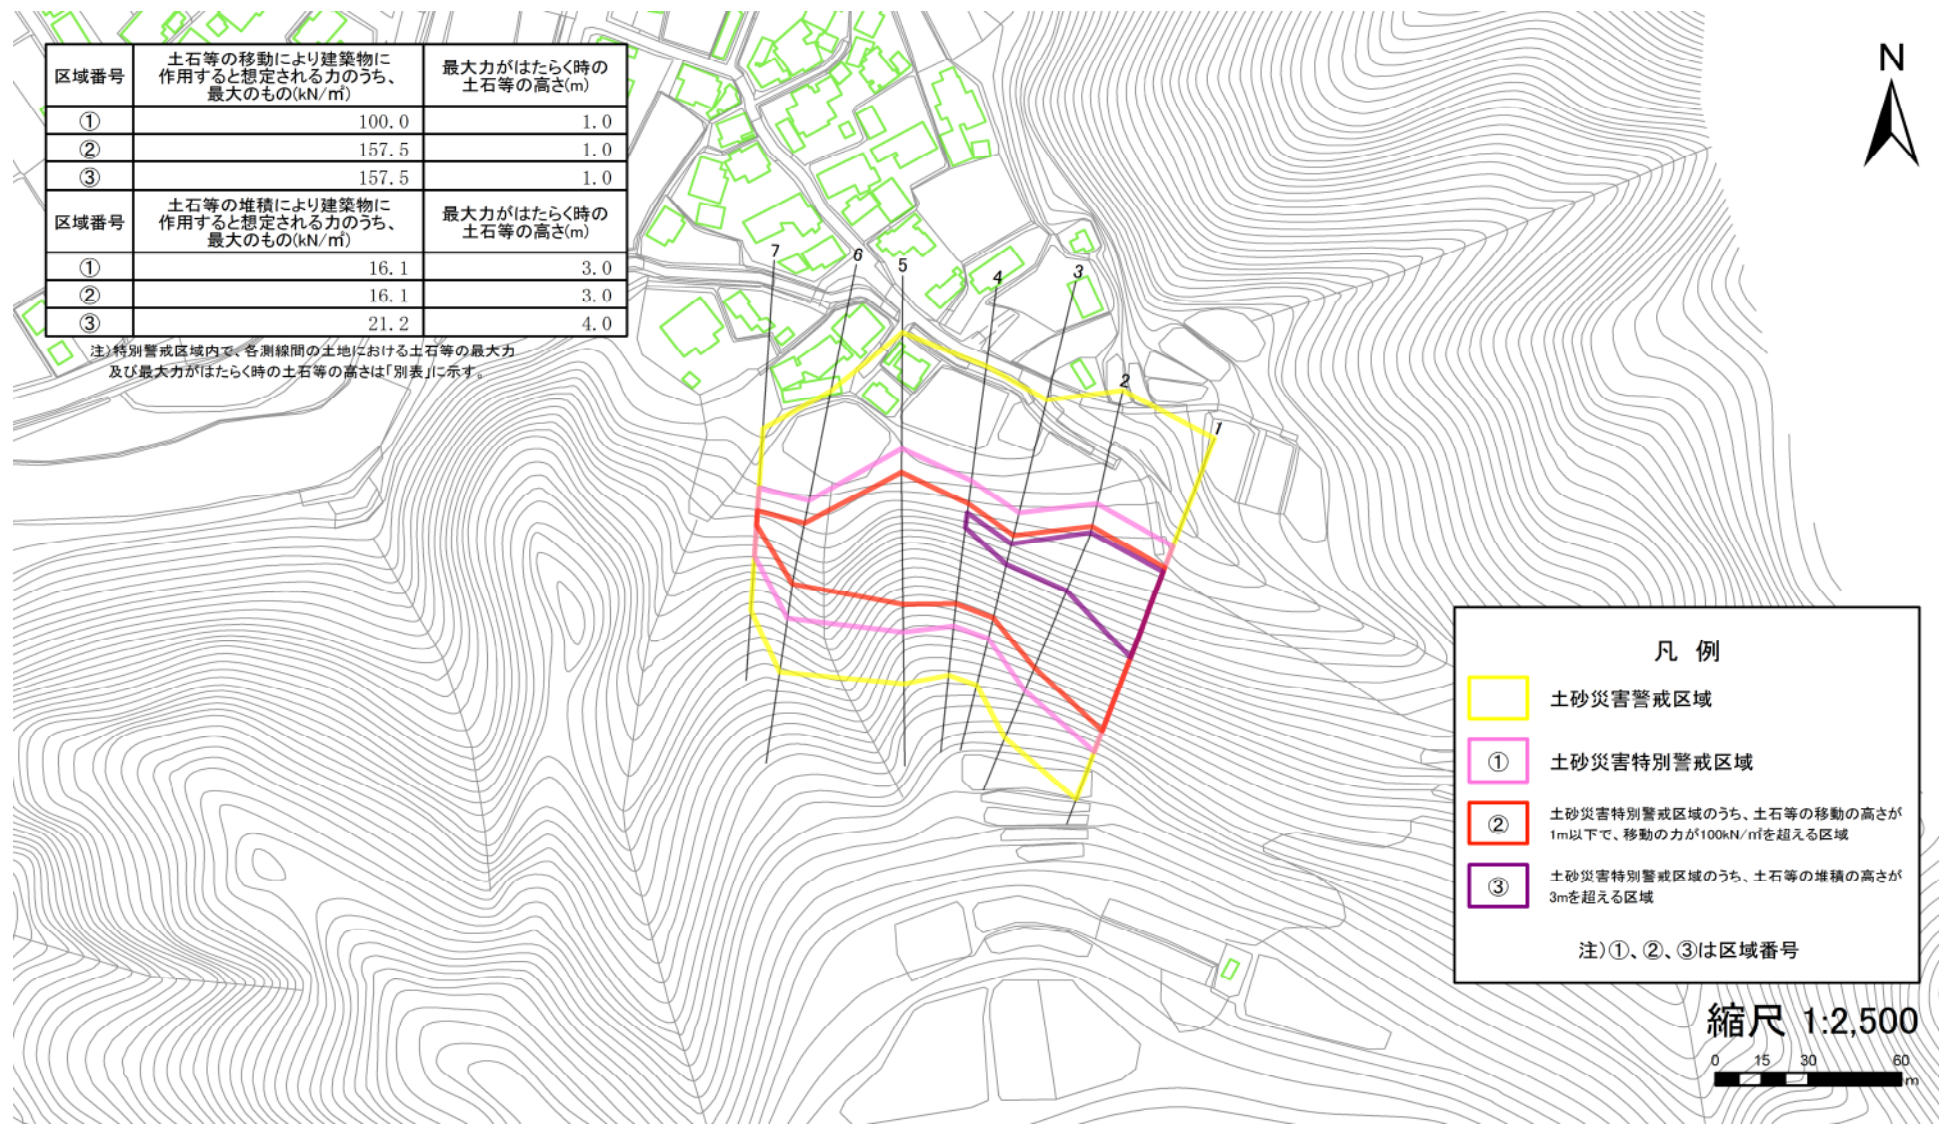 区域番号
土石等の移動により建築物に
作用すると想定される力のうち、
最大のもの(kN/㎡)
最大力がはたらく時の
土石等の高さ(m)
① 100.0 1.0
② 157.5 1.0
③ 157.5 1.0
区域番号
土石等の堆積により建築物に
作用すると想定される力のうち、
最大のもの(kN/㎡)
最大力がはたらく時の
土石等の高さ(m)
① 16.1 3.0
② 16.1 3.0
③ 21.2 4.0
注)特別警戒区域内で、各測線間の土地における土石等の最大力
及び最大力がはたらく時の土石等の高さは「別表」に示す。
N
7
6
5
4
3
2
1
凡 例
土砂災害警戒区域
① 土砂災害特別警戒区域
② 土砂災害特別警戒区域のうち、土石等の移動の高さが
1m以下で、移動の力が100kN/㎡を超える区域
③ 土砂災害特別警戒区域のうち、土石等の堆積の高さが
3mを超える区域
注)①、②、③は区域番号
縮尺 1:2,500
0 15 30 60
m